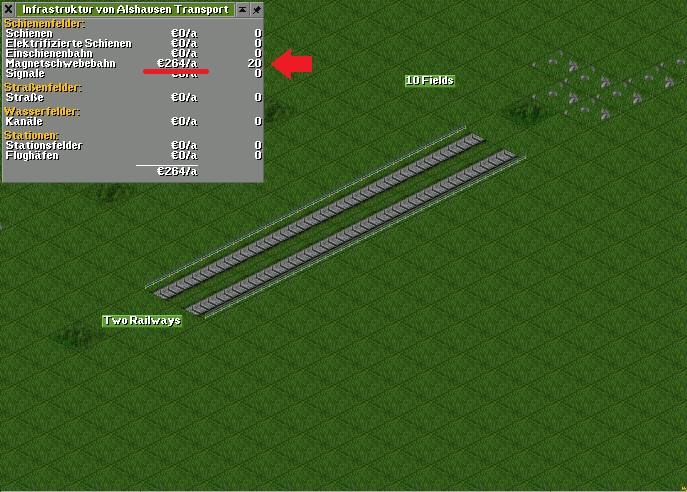 Infrastruktur von Alshausen Transport
Schienenfelder:
Schienen €0/a 0
Elektrifizierte Schienen €0/a 0
Einschienenbahn €0/a 0
Magnetschwebebahn €264/a 20
Signale €0/a 0
Straßenfelder:
Straße €0/a 0
Wasserfelder:
Kanäle €0/a 0
Stationen:
Stationsfelder €0/a 0
Flughäfen €0/a 0
€264/a
10 Fields
Two Railways